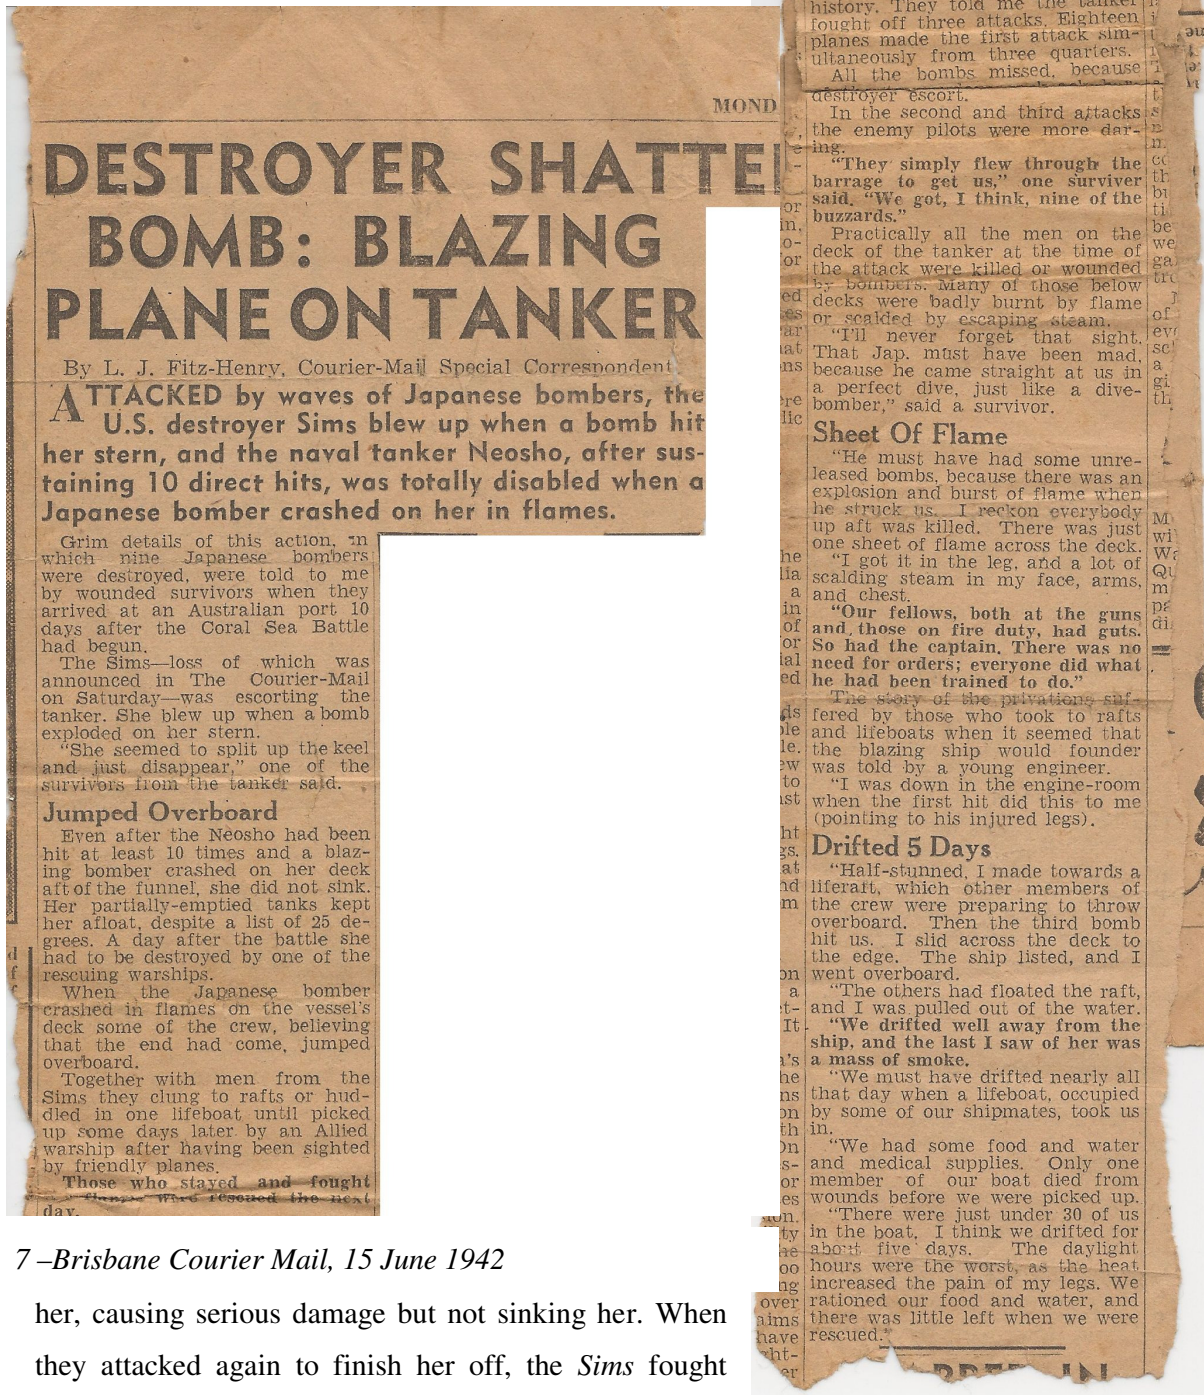 MOND
DESTROYER SHATTE
BOMB: BLAZING
PLANE ON TANKER
By L. J. Fitz-Henry, Courier-Mail Special Correspondent
ATTACKED by waves of Japanese bombers, the
U.S. destroyer Sims blew up when a bomb hit
her stern, and the naval tanker Neosho, after sus-
taining 10 direct hits, was totally disabled when a
Japanese bomber crashed on her in flames.
Grim details of this action, in
which nine Japanese bombers
were destroyed, were told to me
by wounded survivors when they
arrived at an Australian port 10
days after the Coral Sea Battle
had begun.
The Sims—loss of which was
announced in The Courier-Mail
on Saturday—was escorting the
tanker. She blew up when a bomb
exploded on her stern.
"She seemed to split up the keel
and just disappear," one of the
survivors from the tanker said.
Jumped Overboard
Even after the Neosho had been
hit at least 10 times and a blaz-
ing bomber crashed on her deck
aft of the funnel, she did not sink.
Her partially-emptied tanks kept
her afloat, despite a list of 25 de-
grees. A day after the battle she
had to be destroyed by one of the
rescuing warships.
When the Japanese bomber
crashed in flames on the vessel's
deck some of the crew, believing
that the end had come, jumped
overboard.
Together with men from the
Sims they clung to rafts or hud-
dled in one lifeboat until picked
up some days later by an Allied
warship after having been sighted
by friendly planes.
Those who stayed and fought
flames were rescued the next
day.
7 –Brisbane Courier Mail, 15 June 1942
her, causing serious damage but not sinking her. When
they attacked again to finish her off, the Sims fought
history. They told me the tanker
fought off three attacks. Eighteen
planes made the first attack sim-
ultaneously from three quarters.
All the bombs missed, because
destroyer escort.
In the second and third attacks
the enemy pilots were more dar-
ing.
"They simply flew through the
barrage to get us," one surviver
said. "We got, I think, nine of the
buzzards."
Practically all the men on the
deck of the tanker at the time of
the attack were killed or wounded
by bombers. Many of those below
decks were badly burnt by flame
or scalded by escaping steam.
"I'll never forget that sight.
That Jap. must have been mad,
because he came straight at us in
a perfect dive, just like a dive-
bomber," said a survivor.
Sheet Of Flame
"He must have had some unre-
leased bombs, because there was an
explosion and burst of flame when
he struck us. I reckon everybody
up aft was killed. There was just
one sheet of flame across the deck.
"I got it in the leg, and a lot of
scalding steam in my face, arms,
and chest.
"Our fellows, both at the guns
and those on fire duty, had guts.
So had the captain. There was no
need for orders; everyone did what
he had been trained to do."
The story of the privations suf-
fered by those who took to rafts
and lifeboats when it seemed that
the blazing ship would founder
was told by a young engineer.
"I was down in the engine-room
when the first hit did this to me
(pointing to his injured legs).
Drifted 5 Days
"Half-stunned, I made towards a
liferaft, which other members of
the crew were preparing to throw
overboard. Then the third bomb
hit us. I slid across the deck to
the edge. The ship listed, and I
went overboard.
"The others had floated the raft,
and I was pulled out of the water.
"We drifted well away from the
ship, and the last I saw of her was
a mass of smoke.
"We must have drifted nearly all
that day when a lifeboat, occupied
by some of our shipmates, took us
in.
"We had some food and water
and medical supplies. Only one
member of our boat died from
wounds before we were picked up.
"There were just under 30 of us
in the boat. I think we drifted for
about five days. The daylight
hours were the worst, as the heat
increased the pain of my legs. We
rationed our food and water, and
there was little left when we were
rescued."